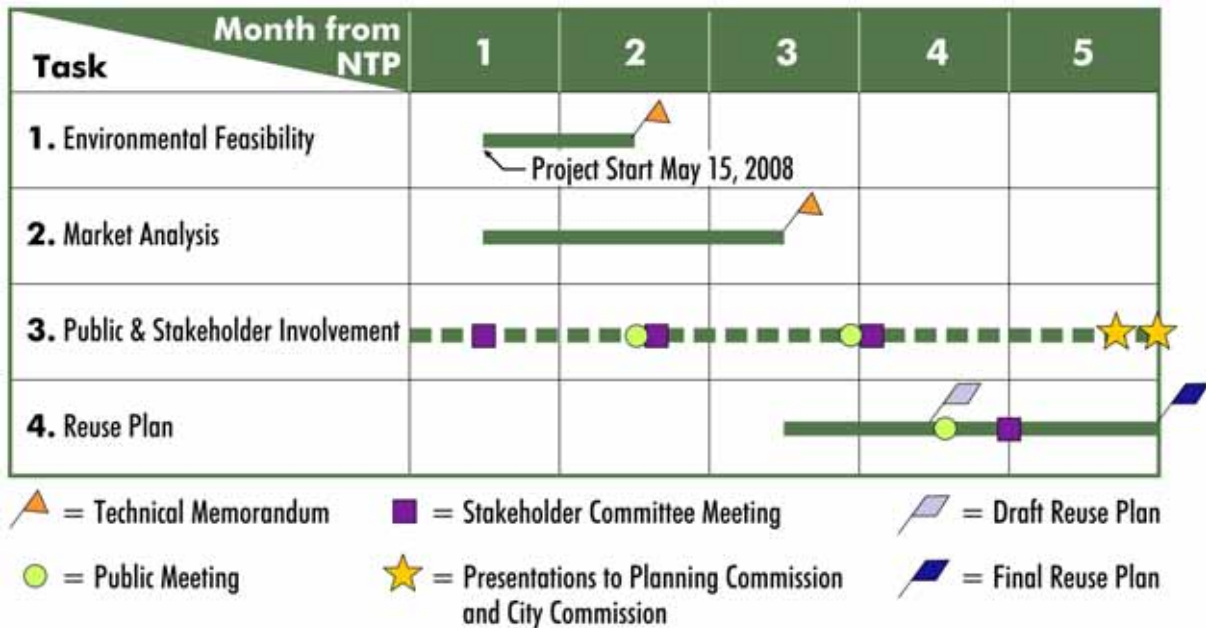 Month from
NTP
Task
1 2 3 4 5
1. Environmental Feasibility
Project Start May 15, 2008
2. Market Analysis
3. Public & Stakeholder Involvement
4. Reuse Plan
= Technical Memorandum
= Stakeholder Committee Meeting
= Draft Reuse Plan
= Public Meeting
= Presentations to Planning Commission
and City Commission
= Final Reuse Plan